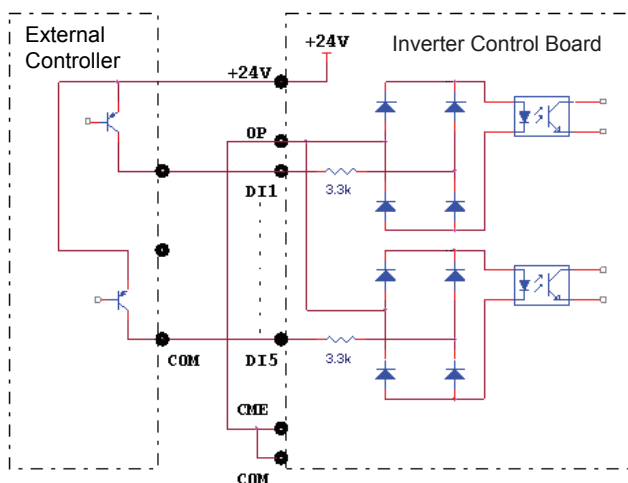 External
Controller
+24V
Inverter Control Board
+24V
OP
DI1
3.3k
COM
DI5
3.3k
CME
COM